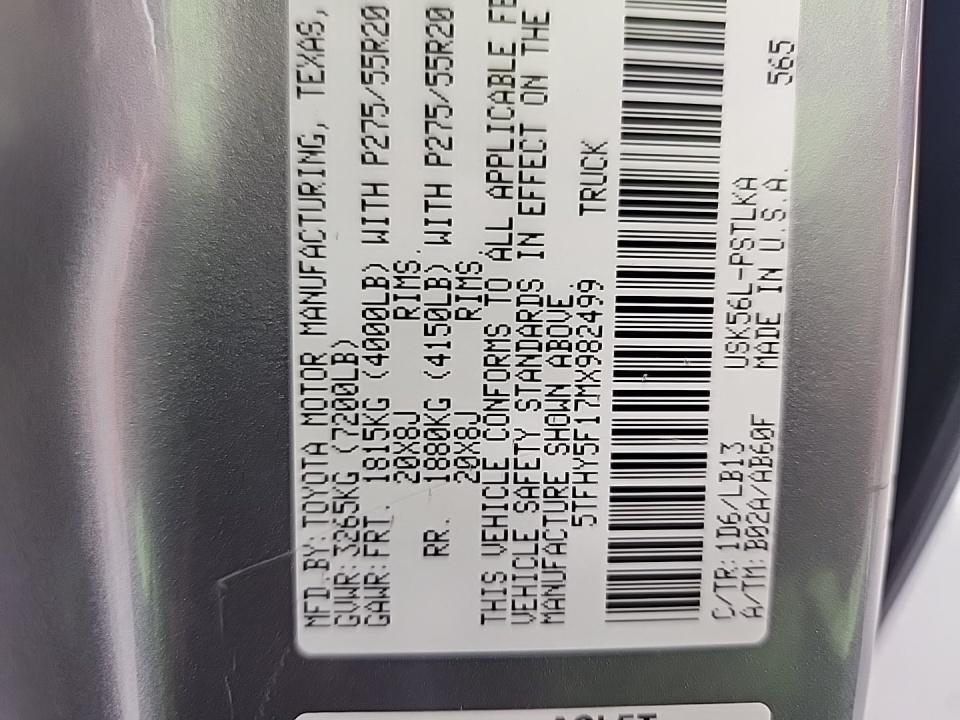 MFD.BY:TOYOTA MOTOR MANUFACTURING, TEXAS,
GVWR:3265KG (7200LB)
GAWR:FRT. 1815KG (4000LB) WITH P275/55R20
20X8J RIMS.
RR. 1880KG (4150LB) WITH P275/55R20
20X8J RIMS.
THIS VEHICLE CONFORMS TO ALL APPLICABLE FE
VEHICLE SAFETY STANDARDS IN EFFECT ON THE
MANUFACTURE SHOWN ABOVE.
5TFHY5F17MX982499 TRUCK
C/TR:1D6/LB13 USK56L-PSTLKA
A/TM:B02A/AB60F MADE IN U.S.A. 565